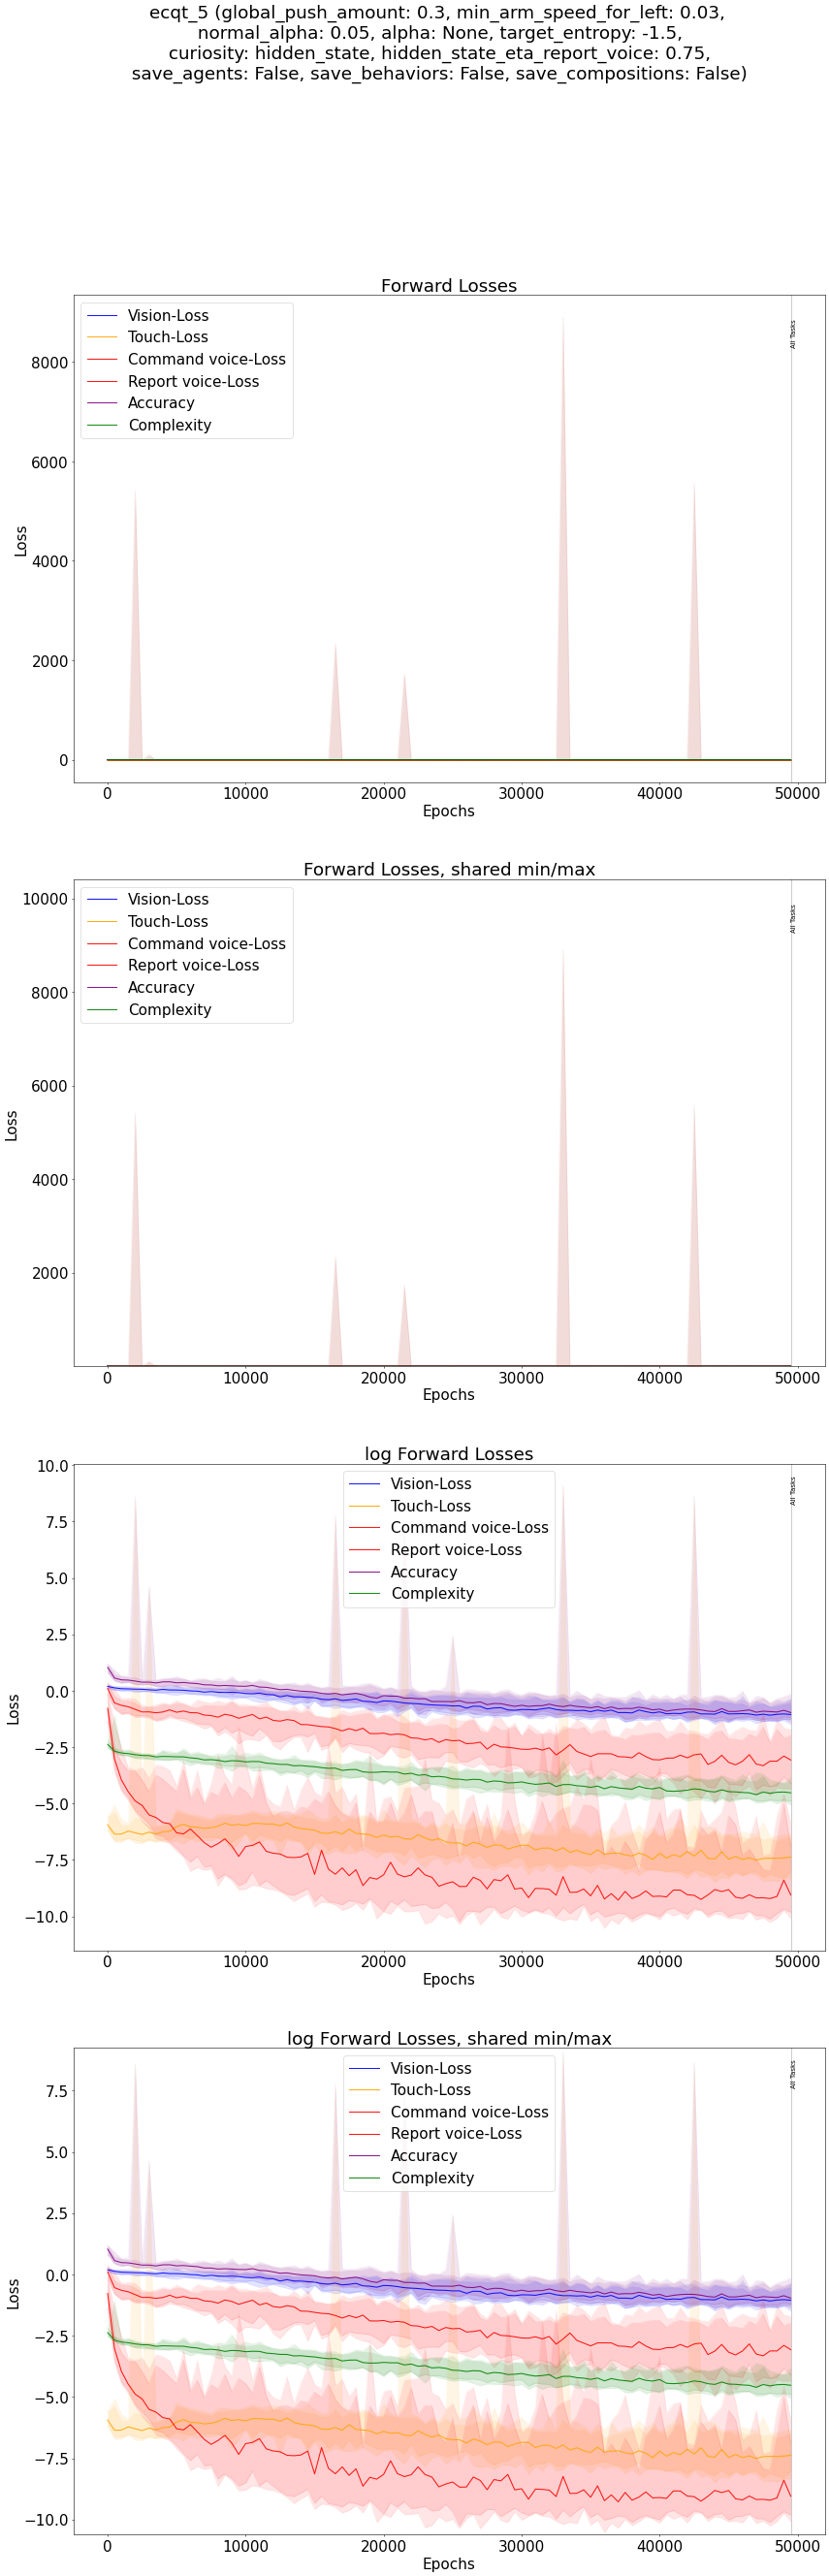 ecqt_5 (global_push_amount: 0.3, min_arm_speed_for_left: 0.03,
normal_alpha: 0.05, alpha: None, target_entropy: -1.5,
curiosity: hidden_state, hidden_state_eta_report_voice: 0.75,
save_agents: False, save_behaviors: False, save_compositions: False)
Forward Losses
Vision-Loss
Touch-Loss
Command voice-Loss
Report voice-Loss
Accuracy
Complexity
All Tasks
8000
6000
4000
2000
0
Loss
0 10000 20000 30000 40000 50000
Epochs
Forward Losses, shared min/max
Vision-Loss
Touch-Loss
Command voice-Loss
Report voice-Loss
Accuracy
Complexity
All Tasks
10000
8000
6000
4000
2000
Loss
0 10000 20000 30000 40000 50000
Epochs
log Forward Losses
Vision-Loss
Touch-Loss
Command voice-Loss
Report voice-Loss
Accuracy
Complexity
All Tasks
10.0
7.5
5.0
2.5
0.0
−2.5
−5.0
−7.5
−10.0
Loss
0 10000 20000 30000 40000 50000
Epochs
log Forward Losses, shared min/max
Vision-Loss
Touch-Loss
Command voice-Loss
Report voice-Loss
Accuracy
Complexity
All Tasks
7.5
5.0
2.5
0.0
−2.5
−5.0
−7.5
−10.0
Loss
0 10000 20000 30000 40000 50000
Epochs